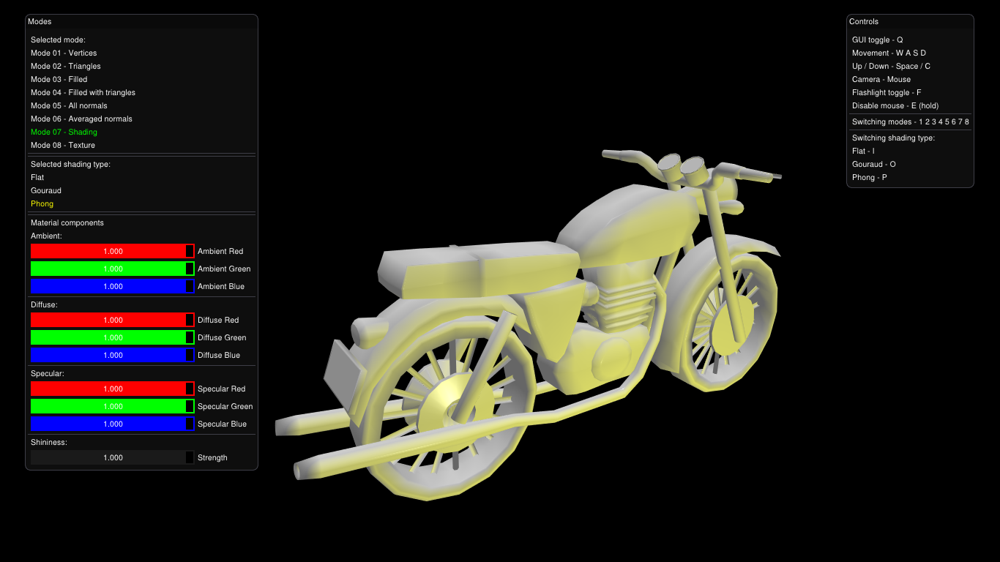 Modes
Selected mode:
Mode 01 - Vertices
Mode 02 - Triangles
Mode 03 - Filled
Mode 04 - Filled with triangles
Mode 05 - All normals
Mode 06 - Averaged normals
Mode 07 - Shading
Mode 08 - Texture
Selected shading type:
Flat
Gouraud
Phong
Material components
Ambient:
1.000 Ambient Red
1.000 Ambient Green
1.000 Ambient Blue
Diffuse:
1.000 Diffuse Red
1.000 Diffuse Green
1.000 Diffuse Blue
Specular:
1.000 Specular Red
1.000 Specular Green
1.000 Specular Blue
Shininess:
1.000 Strength
Controls
GUI toggle - Q
Movement - W A S D
Up / Down - Space / C
Camera - Mouse
Flashlight toggle - F
Disable mouse - E (hold)
Switching modes - 1 2 3 4 5 6 7 8
Switching shading type:
Flat - I
Gouraud - O
Phong - P